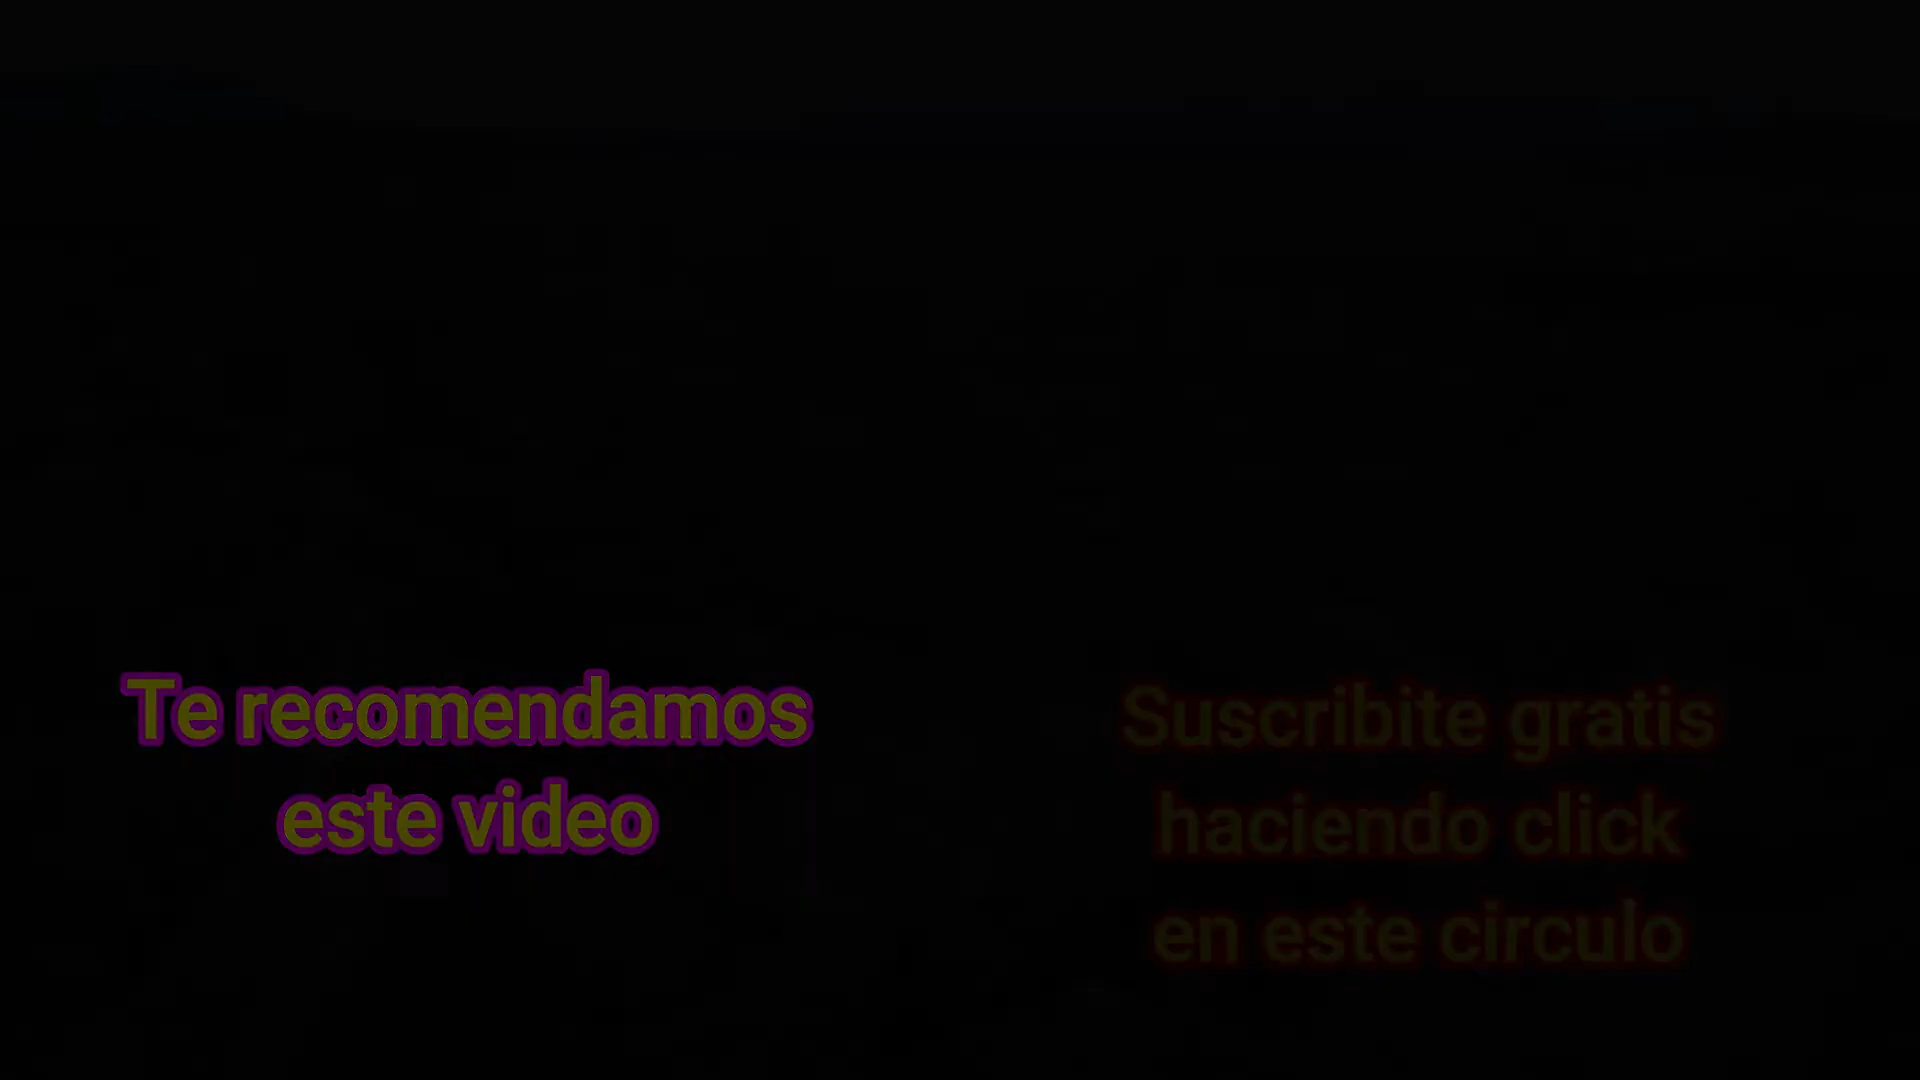 Te recomendamos
este video
Suscribite gratis
haciendo click
en este circulo